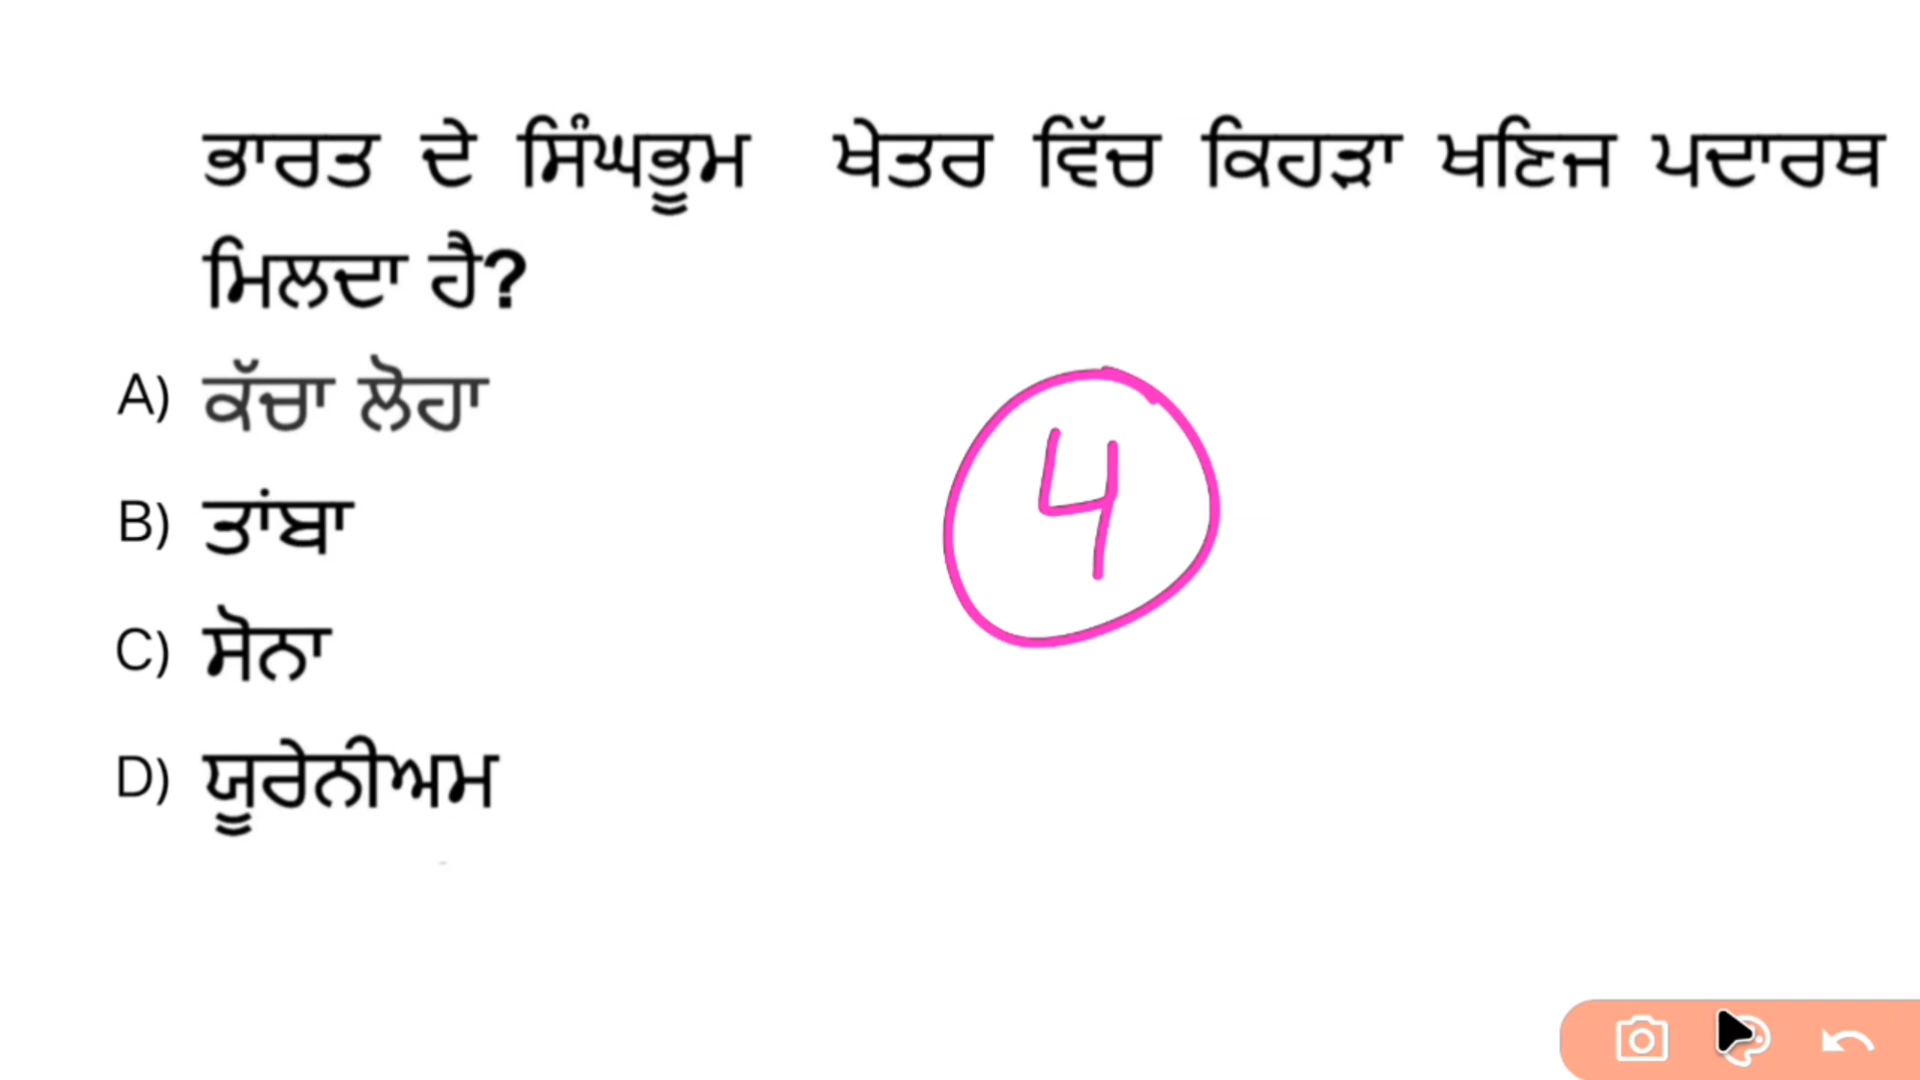 ਭਾਰਤ ਦੇ ਸਿੰਘਭੂਮ ਖੇਤਰ ਵਿੱਚ ਕਿਹੜਾ ਖਣਿਜ ਪਦਾਰਥ
ਮਿਲਦਾ ਹੈ?
A) ਕੱਚਾ ਲੋਹਾ
B) ਤਾਂਬਾ
C) ਸੋਨਾ
D) ਯੂਰੇਨੀਅਮ
4